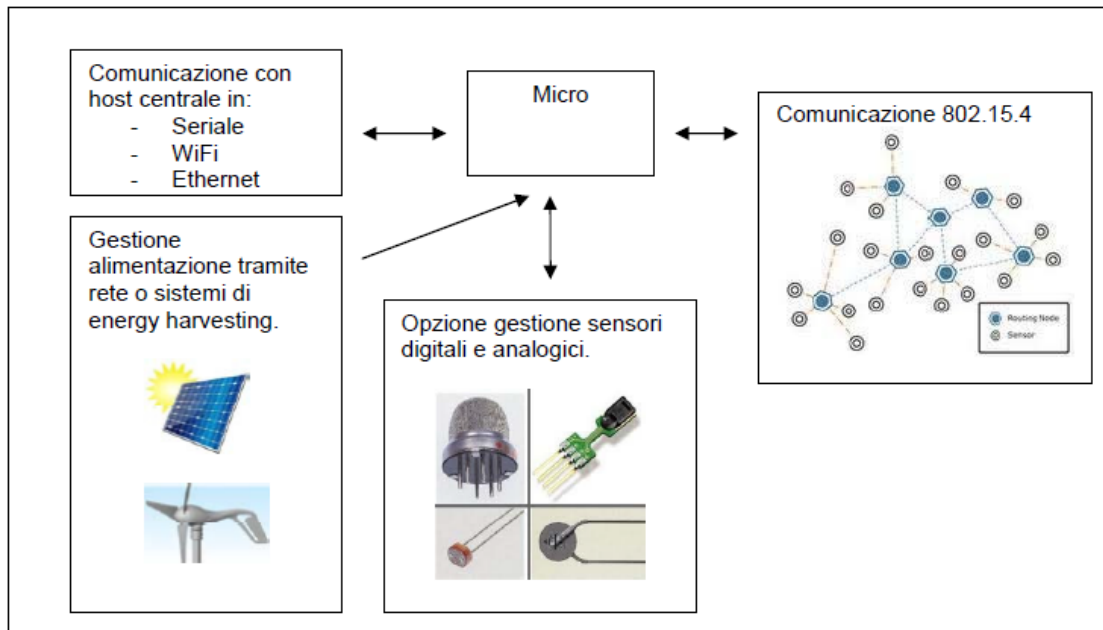 Comunicazione con
host centrale in:
- Seriale
- WiFi
- Ethernet
Micro
Comunicazione 802.15.4
Routing Node
Sensor
Gestione
alimentazione tramite
rete o sistemi di
energy harvesting.
Opzione gestione sensori
digitali e analogici.